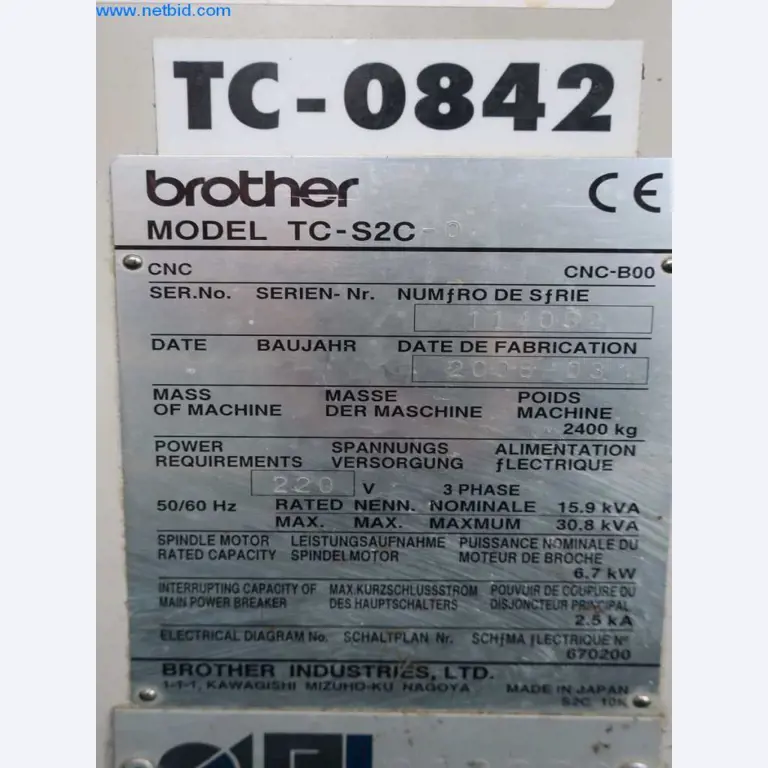 www.netbid.com
TC-0842
brother CE
MODEL TC-S2C
CNC CNC-B00
SER.No. SERIEN- Nr. NUMƒRO DE SƒRIE
DATE BAUJAHR DATE DE FABRICATION
MASS MASSE POIDS
OF MACHINE DER MASCHINE MACHINE
2400 kg
POWER SPANNUNGS ALIMENTATION
REQUIREMENTS VERSORGUNG ƒLECTRIQUE
220 V 3 PHASE
50/60 Hz RATED NENN. NOMINALE 15.9 kVA
MAX. MAX. MAXMUM 30.8 kVA
SPINDLE MOTOR LEISTUNGSAUFNAHME PUISSANCE NOMINALE DU
RATED CAPACITY SPINDELMOTOR MOTEUR DE BROCHE
6.7 kW
INTERRUPTING CAPACITY OF MAX.KURZSCHLUSSSTROM POUVUIR DE COUPURE DU
MAIN POWER BREAKER DES HAUPTSCHALTERS DISJONCTEUR PRINCIPAL
2.5 kA
ELECTRICAL DIAGRAM No. SCHALTPLAN Nr. SCHƒMA ƒLECTRIQUE Nº
670200
BROTHER INDUSTRIES, LTD.
1-1-1, KAWAGISHI MIZUHO-KU NAGOYA MADE IN JAPAN
S2C 10K